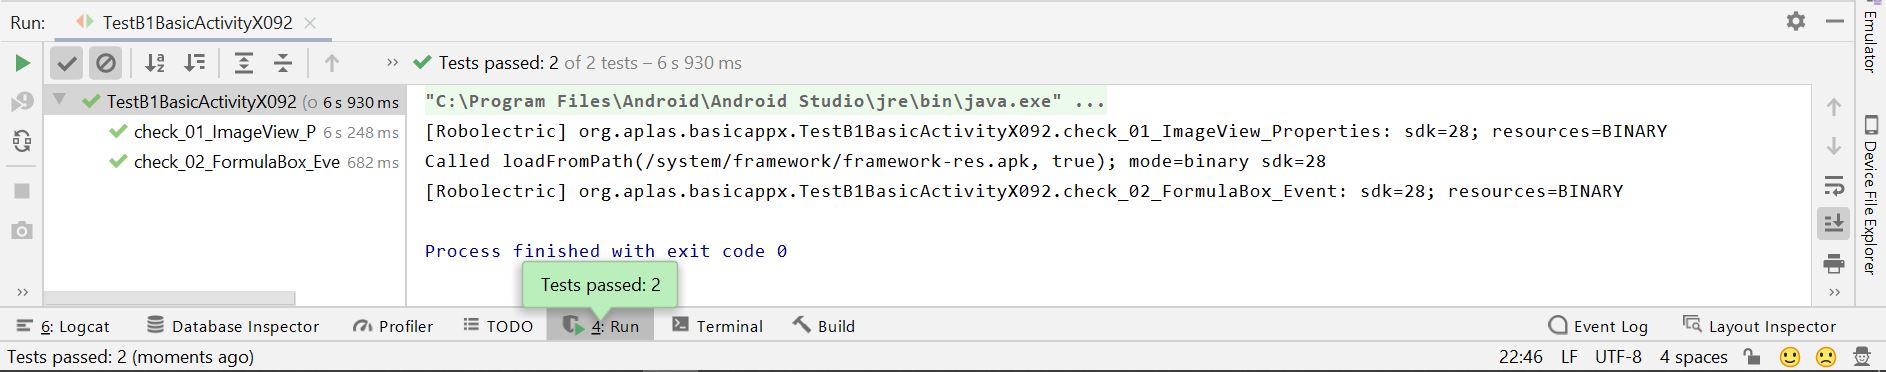 Run: TestB1BasicActivityX092
Emulator
Tests passed: 2 of 2 tests – 6 s 930 ms
TestB1BasicActivityX092 (o 6 s 930 ms
check_01_ImageView_P 6 s 248 ms
check_02_FormulaBox_Eve 682 ms
"C:\Program Files\Android\Android Studio\jre\bin\java.exe" ...
[Robolectric] org.aplas.basicappx.TestB1BasicActivityX092.check_01_ImageView_Properties: sdk=28; resources=BINARY
Called loadFromPath(/system/framework/framework-res.apk, true); mode=binary sdk=28
[Robolectric] org.aplas.basicappx.TestB1BasicActivityX092.check_02_FormulaBox_Event: sdk=28; resources=BINARY
Process finished with exit code 0
Device File Explorer
Tests passed: 2
6: Logcat Database Inspector Profiler TODO 4: Run Terminal Build Event Log Layout Inspector
Tests passed: 2 (moments ago) 22:46 LF UTF-8 4 spaces